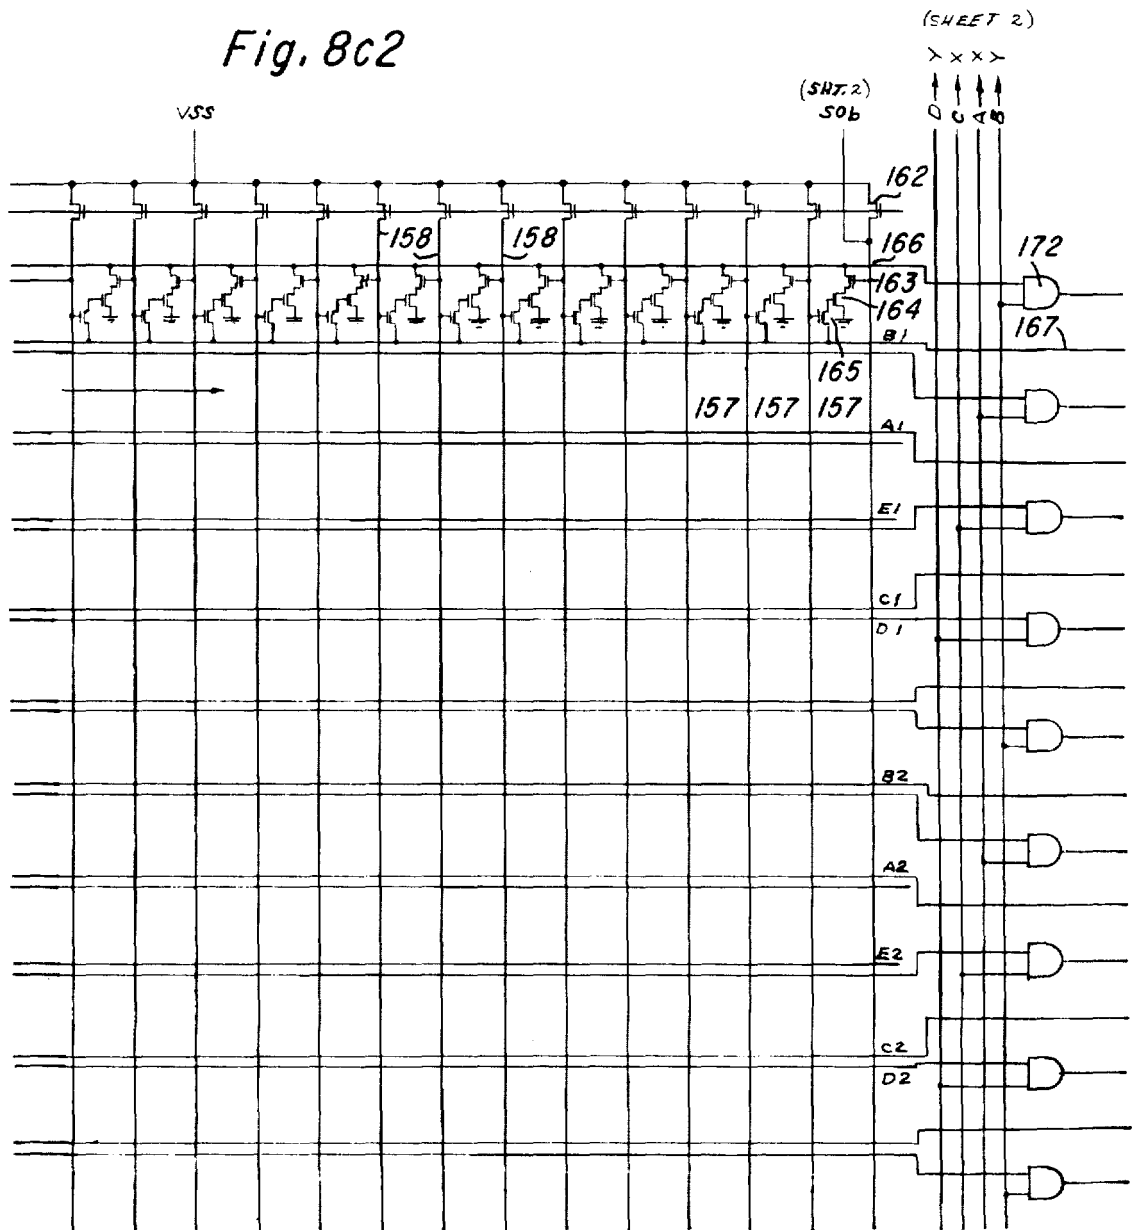 (SHEET 2)
Fig. 8c2
Y X X Y
(SHT. 2)
VSS
SOb
D C A B
162
158
158
166
172
163
164
B1
167
165
157 157 157
A1
E1
C1
D1
B2
A2
E2
C2
D2